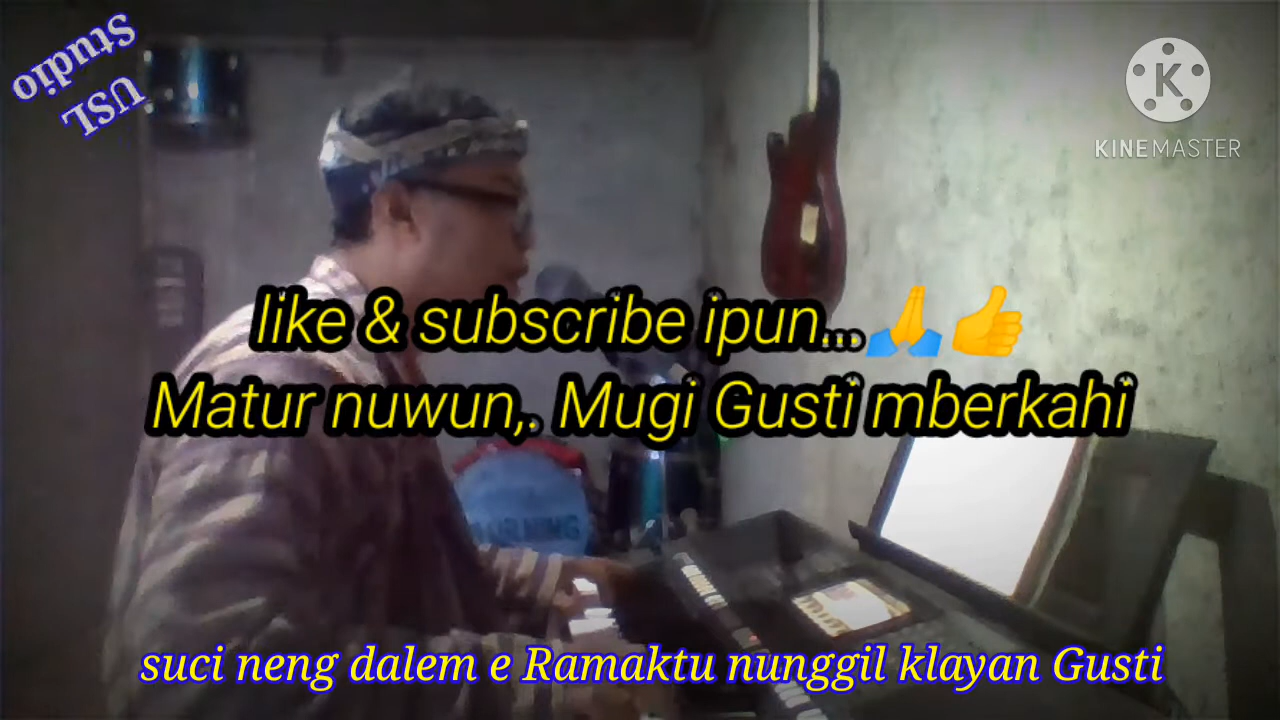 Studio
USL
KINEMASTER
like & subscribe ipun...🙏👍
Matur nuwun,. Mugi Gusti mberkahi
suci neng dalem e Ramaktu nunggil klayan Gusti